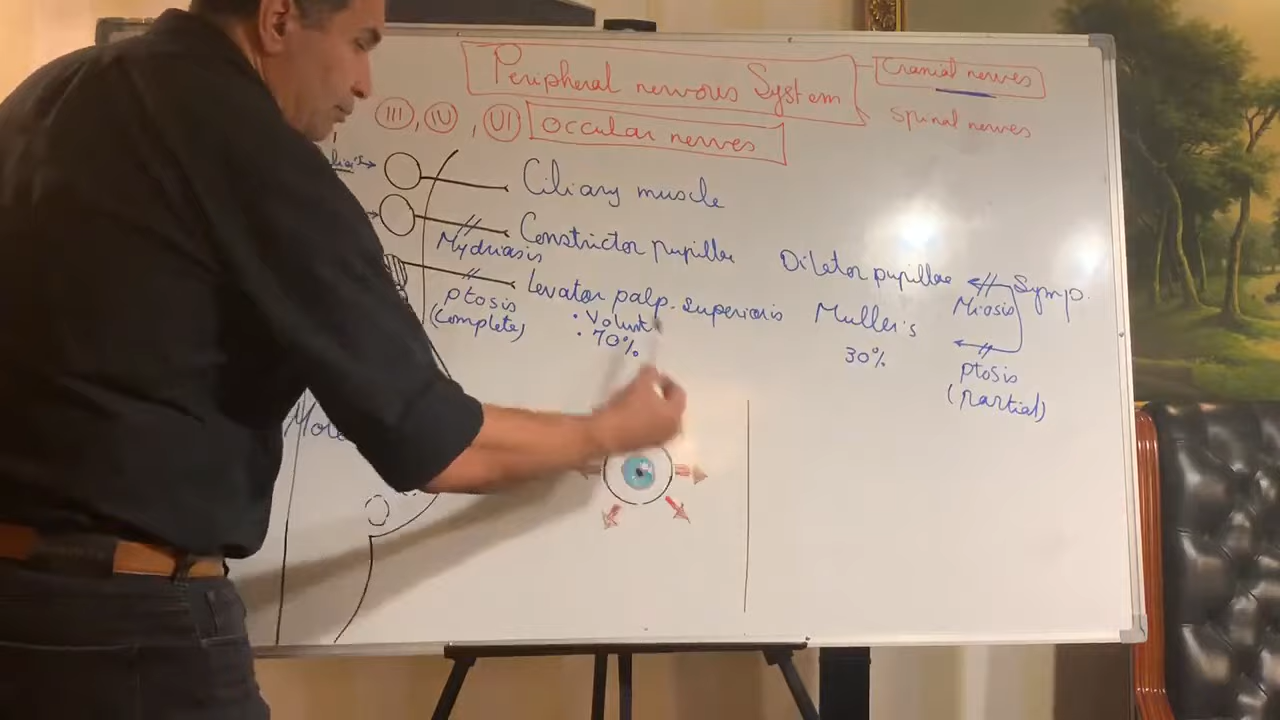 Peripheral nervous System
Cranial nerves
Spinal nerves
III, IV, VI Occular nerves
Ciliary muscle
Constrictor pupillae
Mydriasis
Dilator pupillae
Symp.
Miosis
Levator palp. superioris
ptosis
(Complete)
• Volunt
• 70%
Muller's
30%
ptosis
(partial)